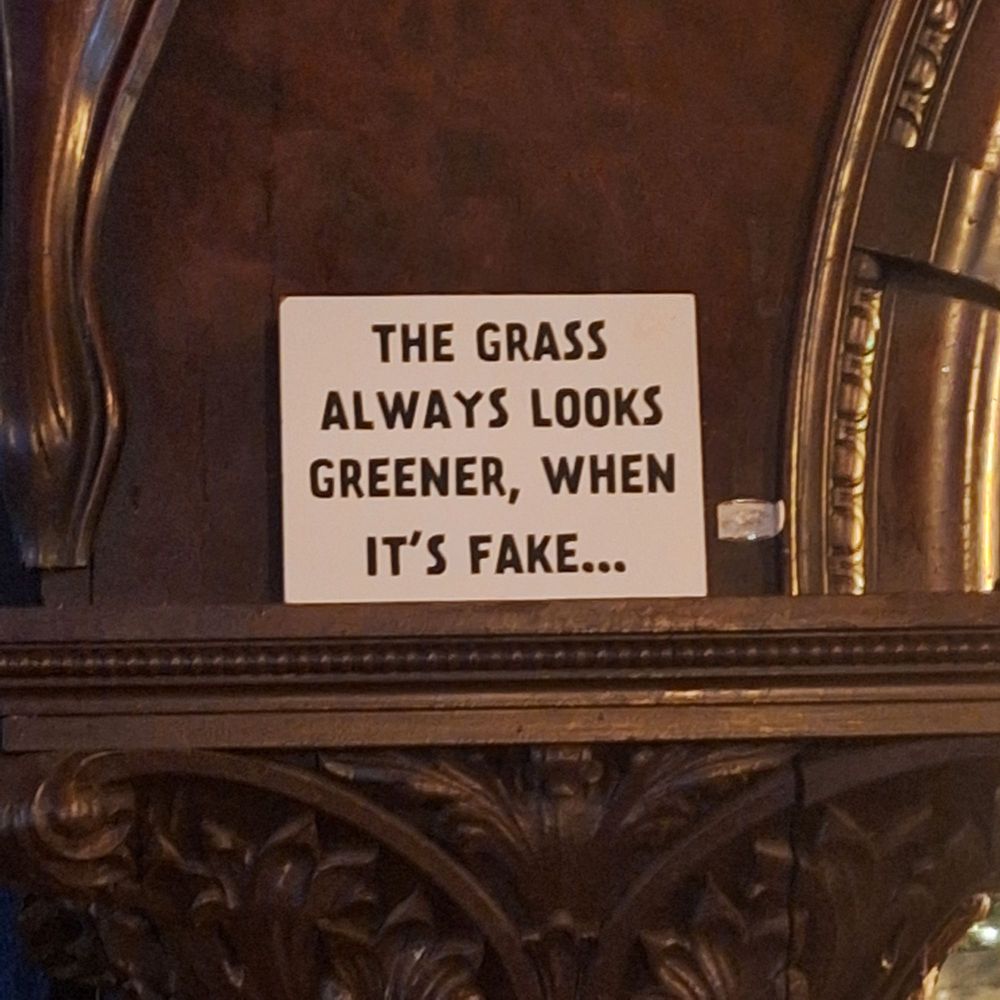 THE GRASS
ALWAYS LOOKS
GREENER, WHEN
IT'S FAKE...